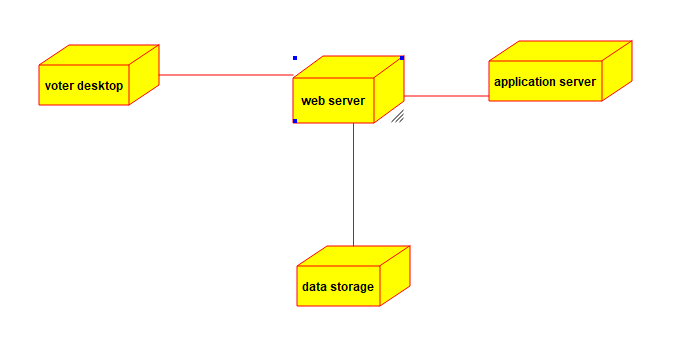 voter desktop
web server
application server
data storage